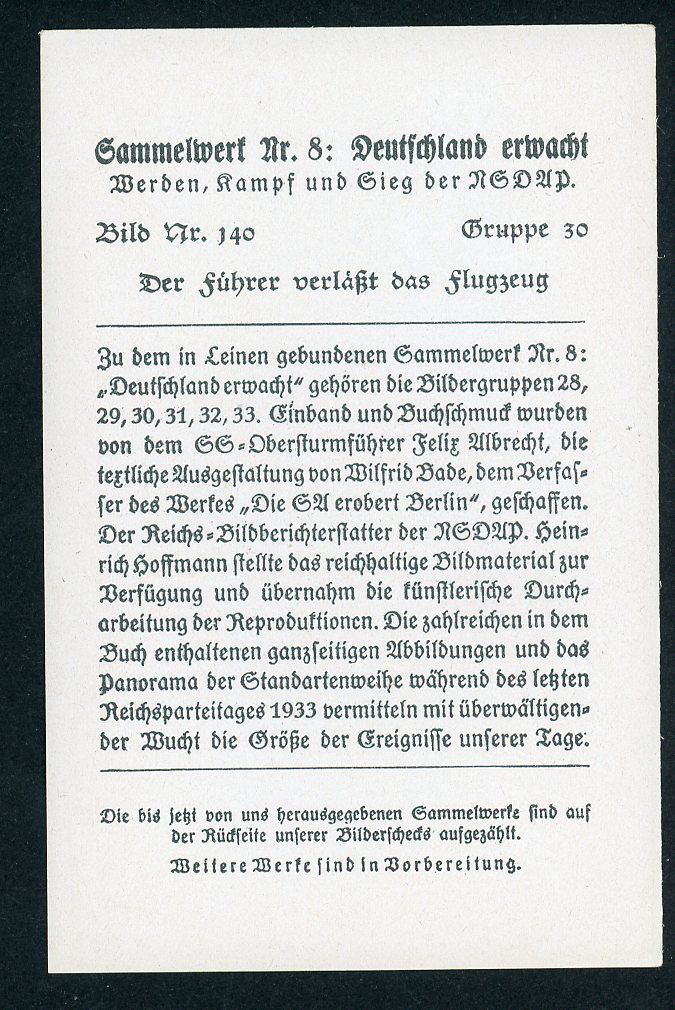 Sammelwerk Nr. 8: Deutschland erwacht
Werden, Kampf und Sieg der NSDAP.
Bild Nr. 140 Gruppe 30
Der Führer verläßt das Flugzeug
Zu dem in Leinen gebundenen Sammelwerk Nr. 8:
„Deutschland erwacht“ gehören die Bildergruppen 28,
29, 30, 31, 32, 33. Einband und Buchschmuck wurden
von dem SS-Obersturmführer Felix Albrecht, die
textliche Ausgestaltung von Wilfrid Bade, dem Verfas-
ser des Werkes „Die SA erobert Berlin“, geschaffen.
Der Reichs-Bildberichterstatter der NSDAP. Hein-
rich Hoffmann stellte das reichhaltige Bildmaterial zur
Verfügung und übernahm die künstlerische Durch-
arbeitung der Reproduktionen. Die zahlreichen in dem
Buch enthaltenen ganzseitigen Abbildungen und das
Panorama der Standartenweihe während des letzten
Reichsparteitages 1933 vermitteln mit überwältigen-
der Wucht die Größe der Ereignisse unserer Tage.
Die bis jetzt von uns herausgegebenen Sammelwerke sind auf
der Rückseite unserer Bilderschecks aufgezählt.
Weitere Werke sind in Vorbereitung.